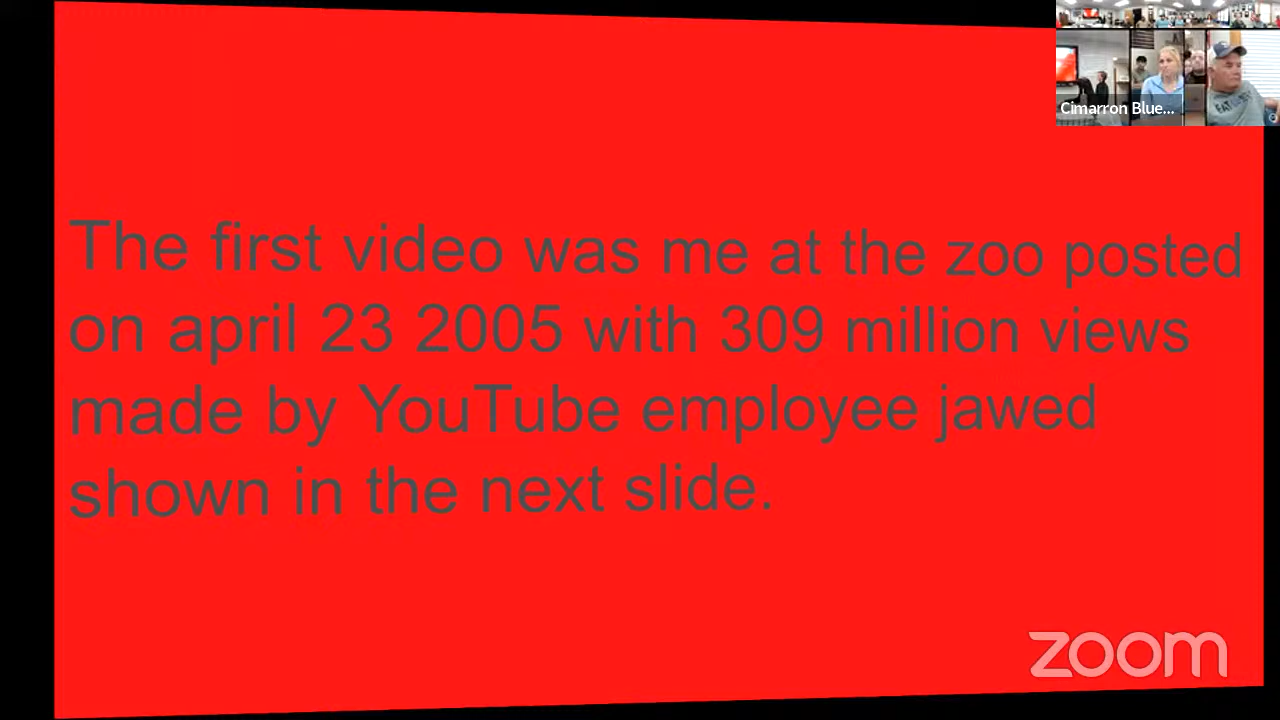 Cimarron Blue...
The first video was me at the zoo posted
on april 23 2005 with 309 million views
made by YouTube employee jawed
shown in the next slide.
zoom